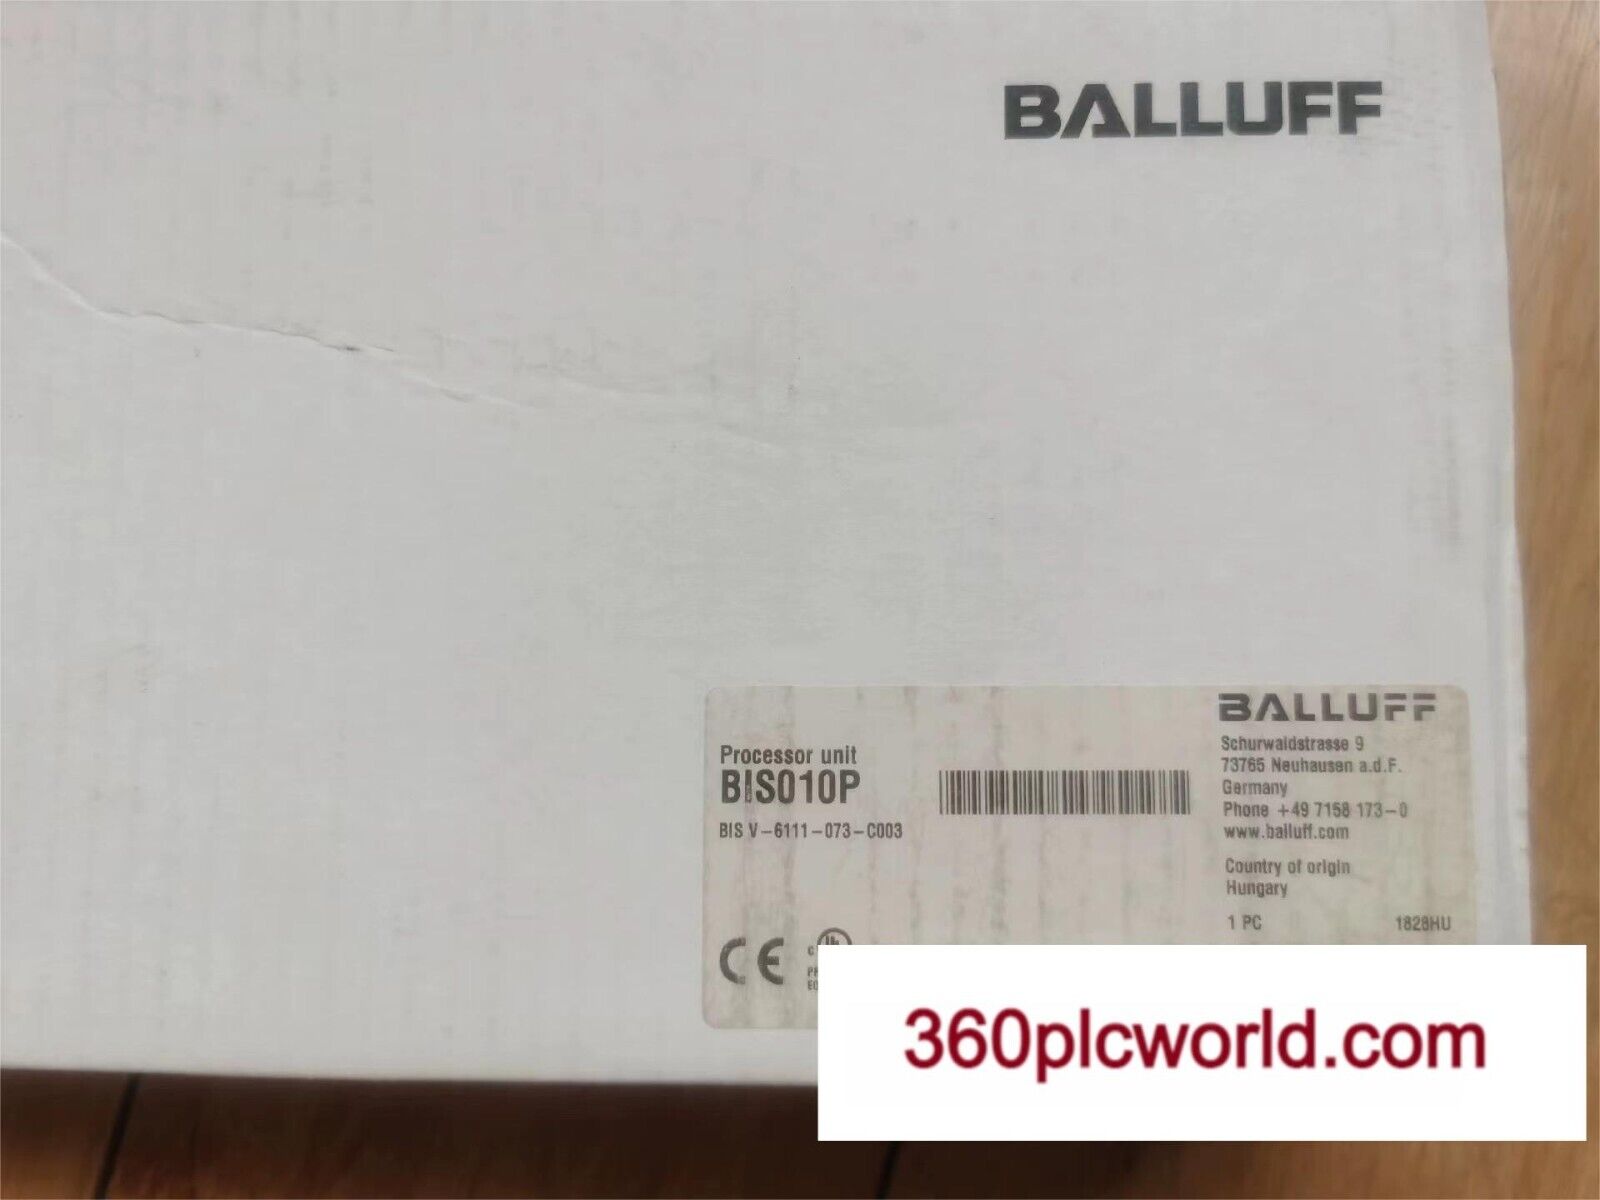 BALLUFF
Processor unit
BIS010P
BIS V-6111-073-C003
BALLUFF
Schurwaldstrasse 9
73765 Neuhausen a.d.F.
Germany
Phone +49 7158 173-0
www.balluff.com
Country of origin
Hungary
1 PC 1828HU
CE
360plcworld.com